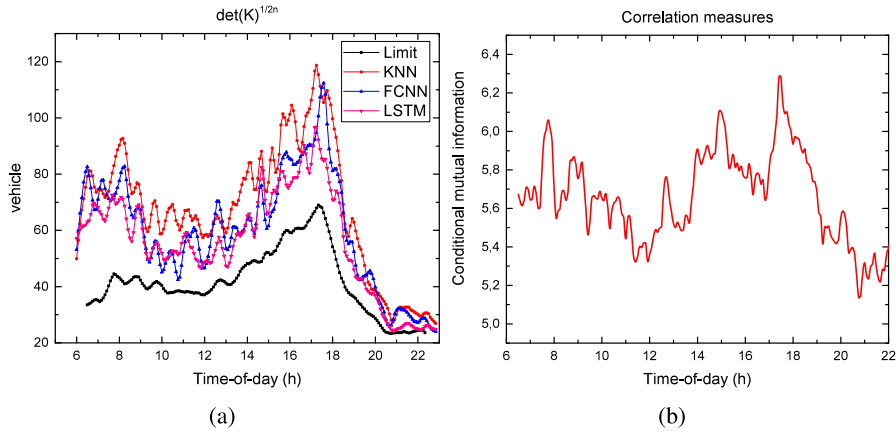 det(K)^1/2n
Limit
KNN
FCNN
LSTM
vehicle
120
100
80
60
40
20
6 8 10 12 14 16 18 20 22
Time-of-day (h)
(a)
Correlation measures
Conditional mutual information
6,4
6,2
6,0
5,8
5,6
5,4
5,2
5,0
6 8 10 12 14 16 18 20 22
Time-of-day (h)
(b)